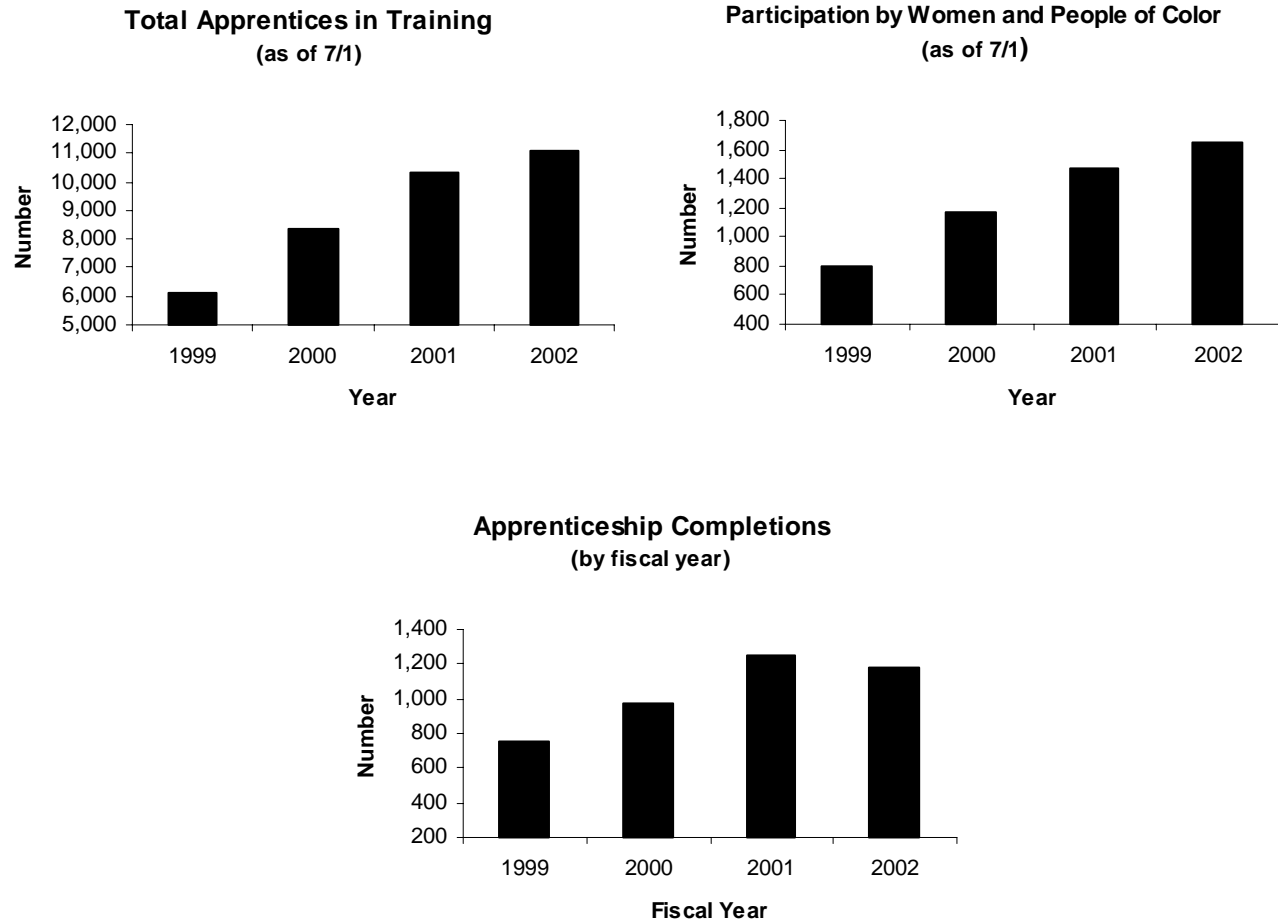 Total Apprentices in Training
(as of 7/1)
12,000
11,000
10,000
9,000
8,000
7,000
6,000
5,000
Number
1999 2000 2001 2002
Year
Participation by Women and People of Color
(as of 7/1)
1,800
1,600
1,400
1,200
1,000
800
600
400
Number
1999 2000 2001 2002
Year
Apprenticeship Completions
(by fiscal year)
1,400
1,200
1,000
800
600
400
200
Number
1999 2000 2001 2002
Fiscal Year